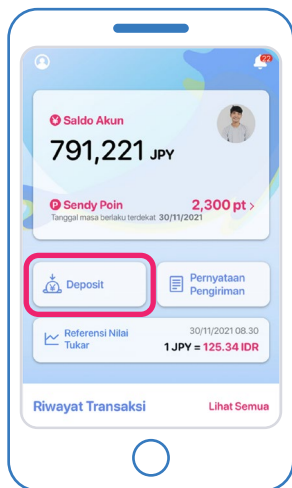 22
Saldo Akun
791,221 JPY
Sendy Poin
2,300 pt >
Tanggal masa berlaku terdekat 30/11/2021
Deposit
Pernyataan
Pengiriman
Referensi Nilai
Tukar
30/11/2021 08.30
1 JPY = 125.34 IDR
Riwayat Transaksi
Lihat Semua